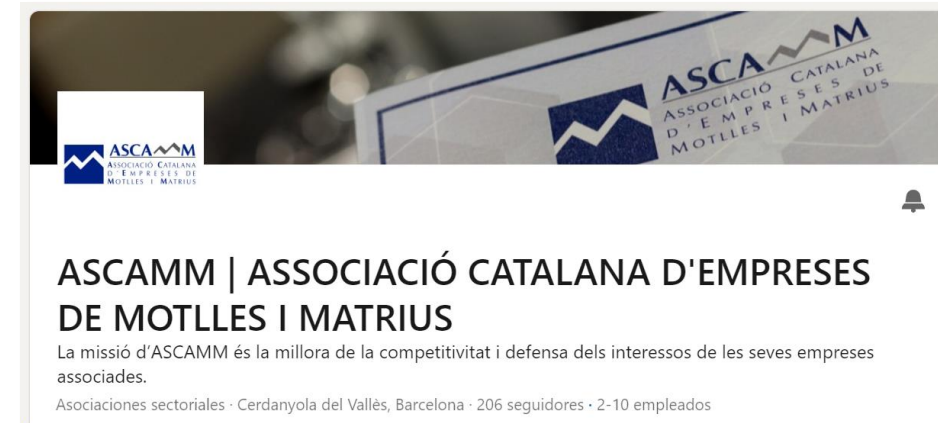 ASCAMM
ASSOCIACIÓ CATALANA
D'EMPRESES DE
MOTLLES I MATRIUS
ASCAMM
ASSOCIACIÓ CATALANA
D'EMPRESES DE
MOTLLES I MATRIUS
ASCAMM | ASSOCIACIÓ CATALANA D'EMPRESES
DE MOTLLES I MATRIUS
La missió d'ASCAMM és la millora de la competitivitat i defensa dels interessos de les seves empreses
associades.
Asociaciones sectoriales · Cerdanyola del Vallès, Barcelona · 206 seguidores · 2-10 empleados